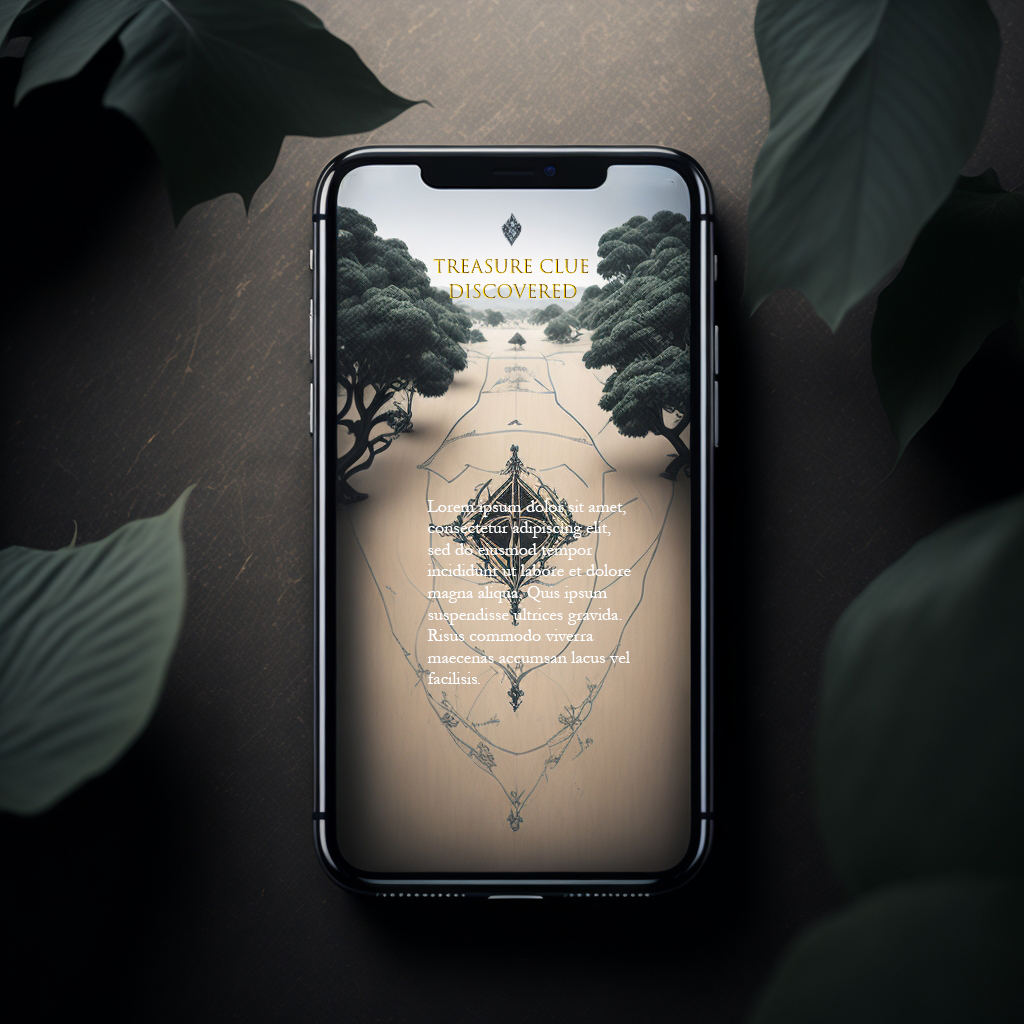 TREASURE CLUE
DISCOVERED
Lorem ipsum dolor sit amet,
consectetur adipiscing elit,
sed do eiusmod tempor
incididunt ut labore et dolore
magna aliqua. Quis ipsum
suspendisse ultrices gravida.
Risus commodo viverra
maecenas accumsan lacus vel
facilisis.